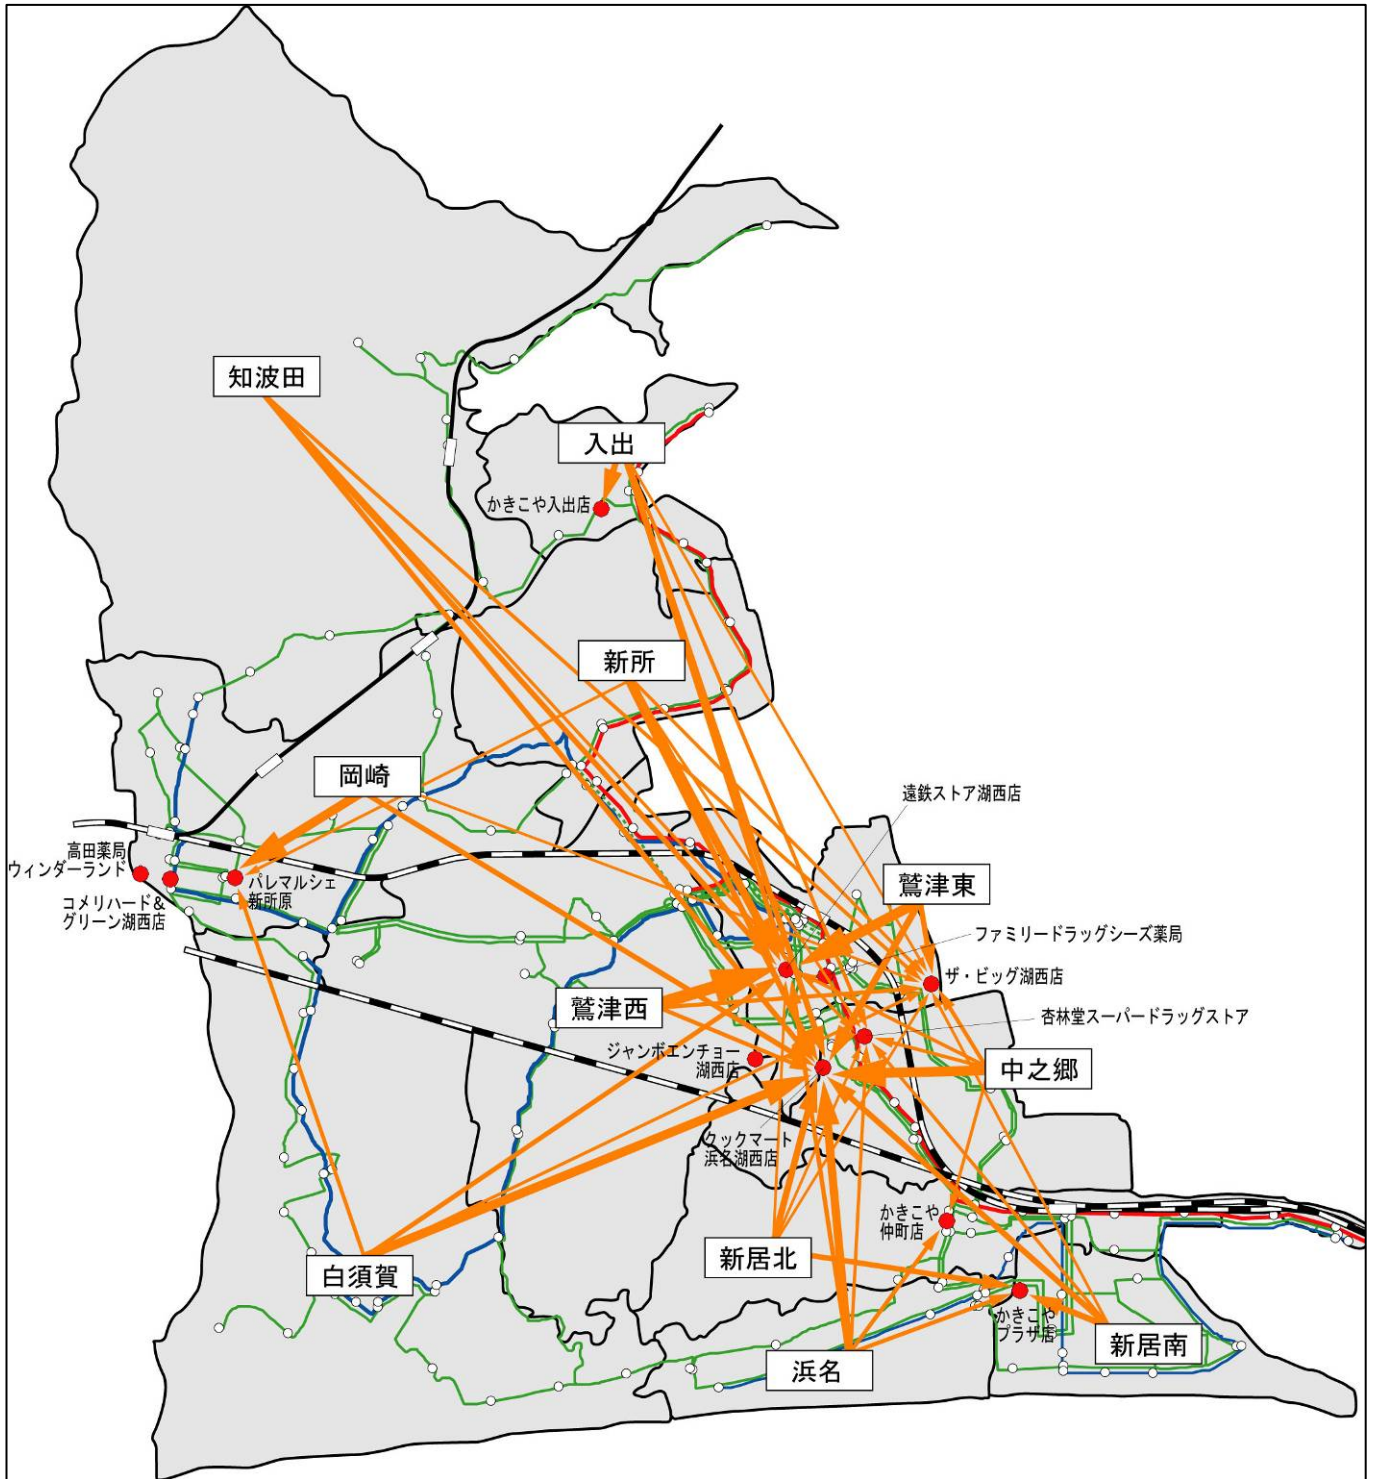 知波田
入出
かきこや入出店
新所
岡崎
遠鉄ストア湖西店
高田薬局
ウィンダーランド
パレマルシェ
新所原
コメリハード&
グリーン湖西店
鷲津東
ファミリードラッグシーズ薬局
ザ・ビッグ湖西店
鷲津西
杏林堂スーパードラッグストア
ジャンボエンチョー
湖西店
中之郷
クックマート
浜名湖西店
かきこや
仲町店
新居北
白須賀
かきこや
プラザ店
新居南
浜名